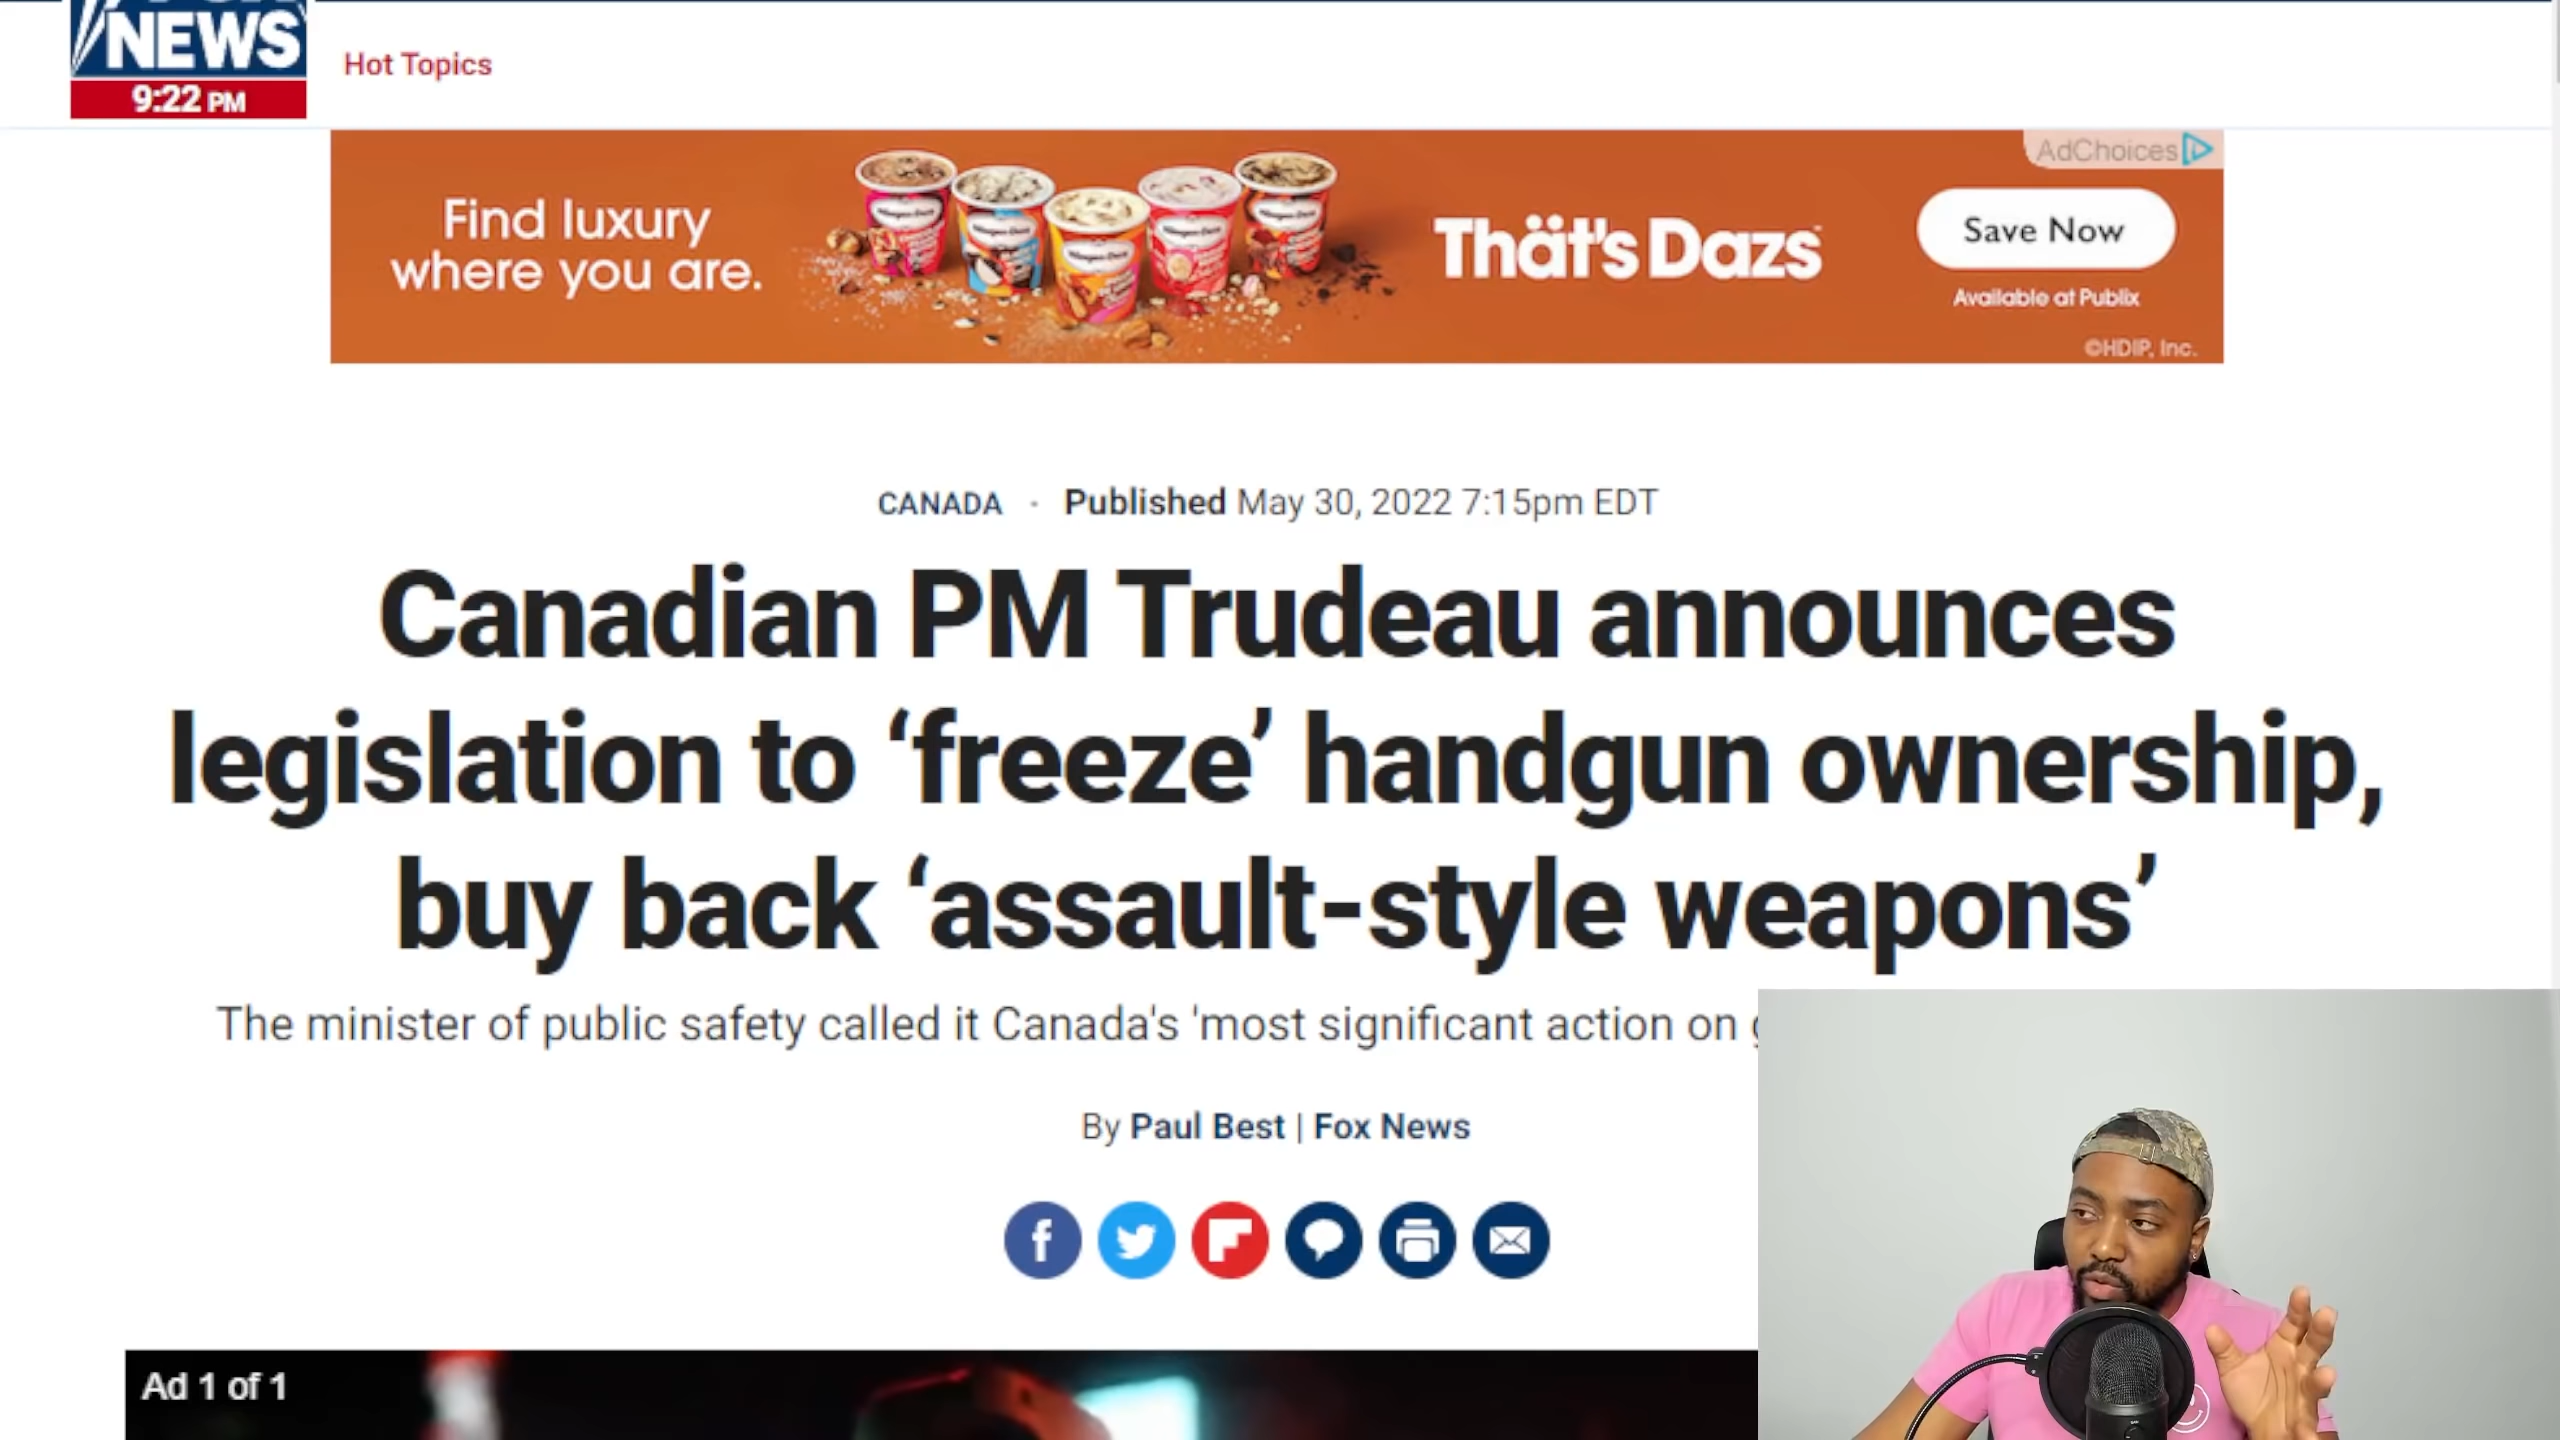 NEWS
9:22 PM
Hot Topics
AdChoices
Find luxury
where you are.
Thät's Dazs
Save Now
Available at Publix
©HDIP, Inc.
CANADA · Published May 30, 2022 7:15pm EDT
Canadian PM Trudeau announces
legislation to ‘freeze’ handgun ownership,
buy back ‘assault-style weapons’
The minister of public safety called it Canada's 'most significant action on
By Paul Best | Fox News
Ad 1 of 1